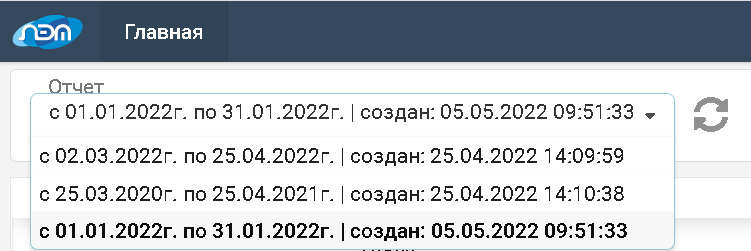 ЛЭМ
Главная
Отчет
с 01.01.2022г. по 31.01.2022г. | создан: 05.05.2022 09:51:33
с 02.03.2022г. по 25.04.2022г. | создан: 25.04.2022 14:09:59
с 25.03.2020г. по 25.04.2021г. | создан: 25.04.2022 14:10:38
с 01.01.2022г. по 31.01.2022г. | создан: 05.05.2022 09:51:33